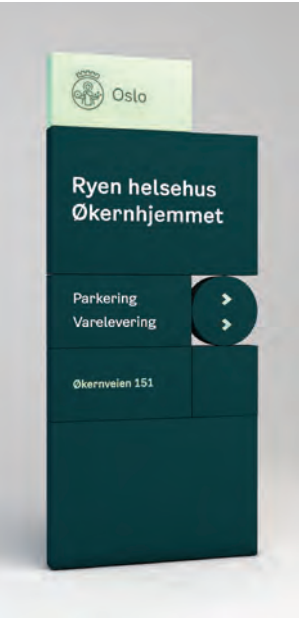 Oslo
Ryen helsehus
Økernhjemmet
Parkering
Varelevering
Økernveien 151